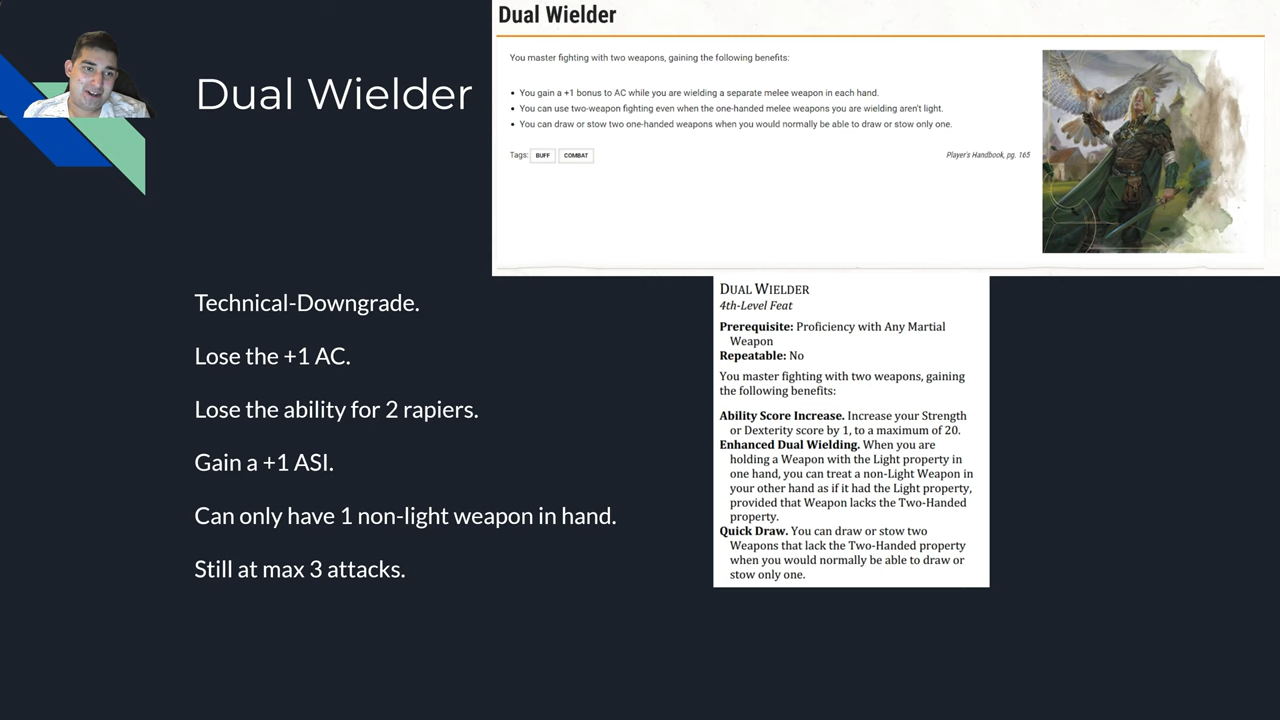 Dual Wielder
Dual Wielder
You master fighting with two weapons, gaining the following benefits:
• You gain a +1 bonus to AC while you are wielding a separate melee weapon in each hand.
• You can use two-weapon fighting even when the one-handed melee weapons you are wielding aren't light.
• You can draw or stow two one-handed weapons when you would normally be able to draw or stow only one.
Tags: BUFF COMBAT
Player's Handbook, pg. 165
Technical-Downgrade.
Lose the +1 AC.
Lose the ability for 2 rapiers.
Gain a +1 ASI.
Can only have 1 non-light weapon in hand.
Still at max 3 attacks.
DUAL WIELDER
4th-Level Feat
Prerequisite: Proficiency with Any Martial
Weapon
Repeatable: No
You master fighting with two weapons, gaining
the following benefits:
Ability Score Increase. Increase your Strength
or Dexterity score by 1, to a maximum of 20.
Enhanced Dual Wielding. When you are
holding a Weapon with the Light property in
one hand, you can treat a non-Light Weapon in
your other hand as if it had the Light property,
provided that Weapon lacks the Two-Handed
property.
Quick Draw. You can draw or stow two
Weapons that lack the Two-Handed property
when you would normally be able to draw or
stow only one.